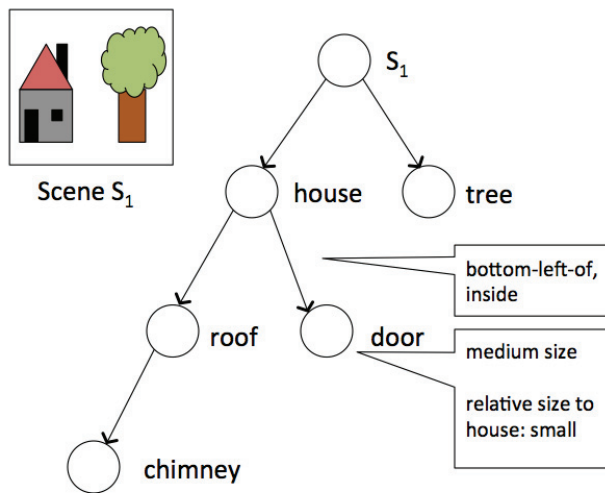 S1
Scene S1
house
tree
bottom-left-of,
inside
roof
door
medium size
relative size to
house: small
chimney